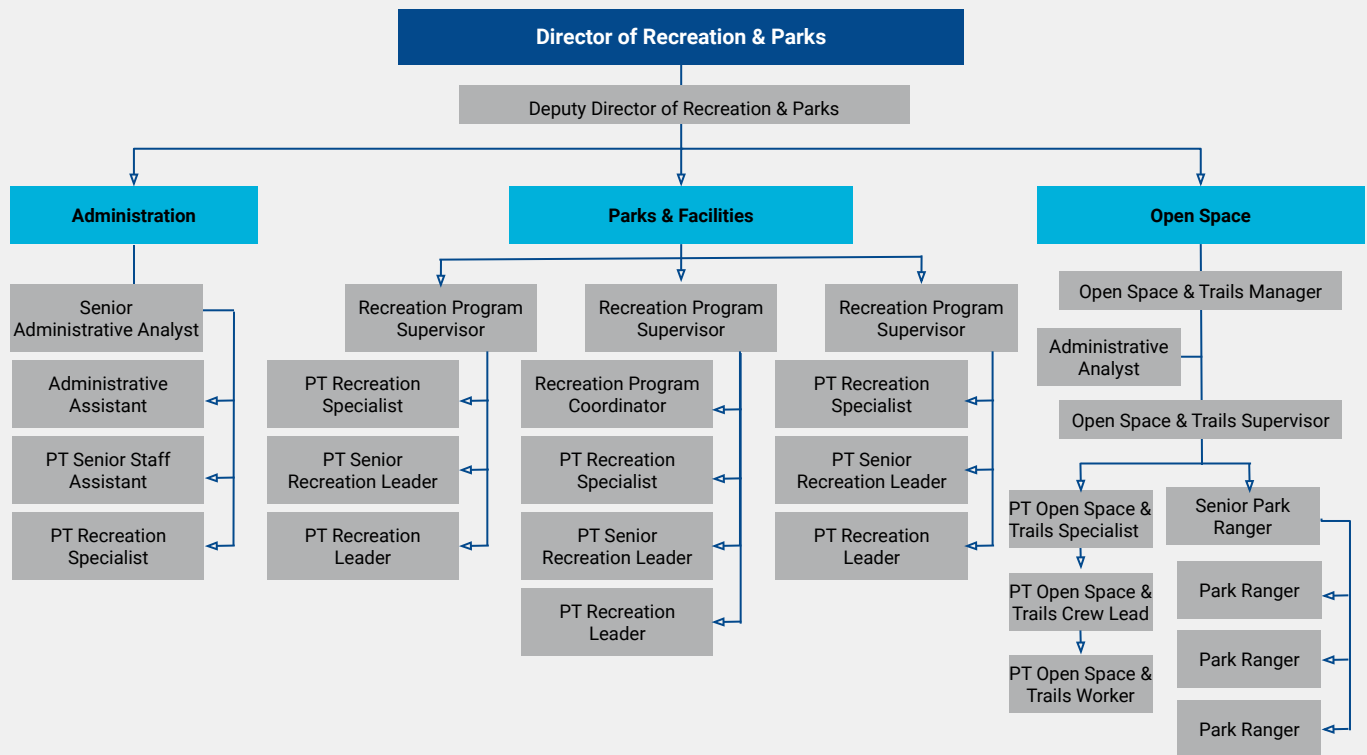 Director of Recreation & Parks
Deputy Director of Recreation & Parks
Administration
Parks & Facilities
Open Space
Senior
Administrative Analyst
Administrative
Assistant
PT Senior Staff
Assistant
PT Recreation
Specialist
Recreation Program
Supervisor
PT Recreation
Specialist
PT Senior
Recreation Leader
PT Recreation
Leader
Recreation Program
Supervisor
Recreation Program
Coordinator
PT Recreation
Specialist
PT Senior
Recreation Leader
PT Recreation
Leader
Recreation Program
Supervisor
PT Recreation
Specialist
PT Senior
Recreation Leader
PT Recreation
Leader
Open Space & Trails Manager
Administrative
Analyst
Open Space & Trails Supervisor
PT Open Space &
Trails Specialist
PT Open Space &
Trails Crew Lead
PT Open Space &
Trails Worker
Senior Park
Ranger
Park Ranger
Park Ranger
Park Ranger